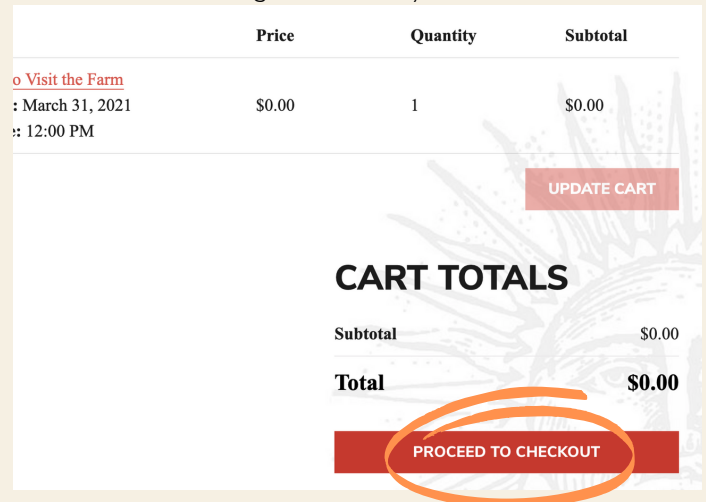 Price Quantity Subtotal
o Visit the Farm
: March 31, 2021 $0.00 1 $0.00
: 12:00 PM
UPDATE CART
CART TOTALS
Subtotal $0.00
Total $0.00
PROCEED TO CHECKOUT